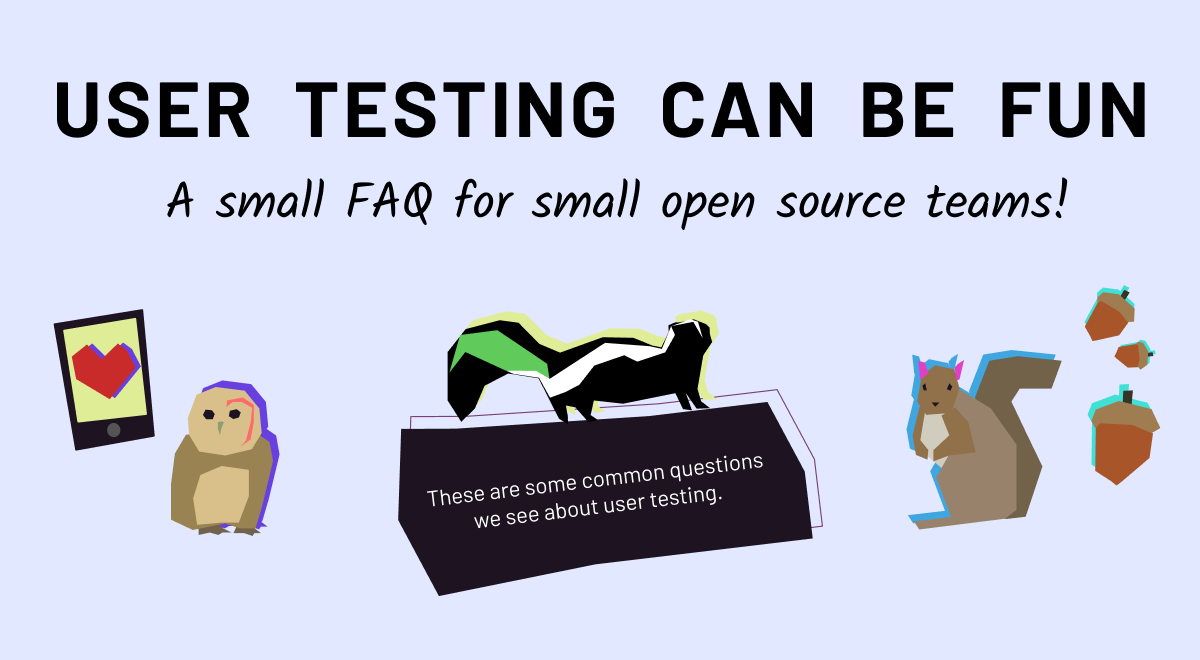 USER TESTING CAN BE FUN
A small FAQ for small open source teams!
These are some common questions
we see about user testing.